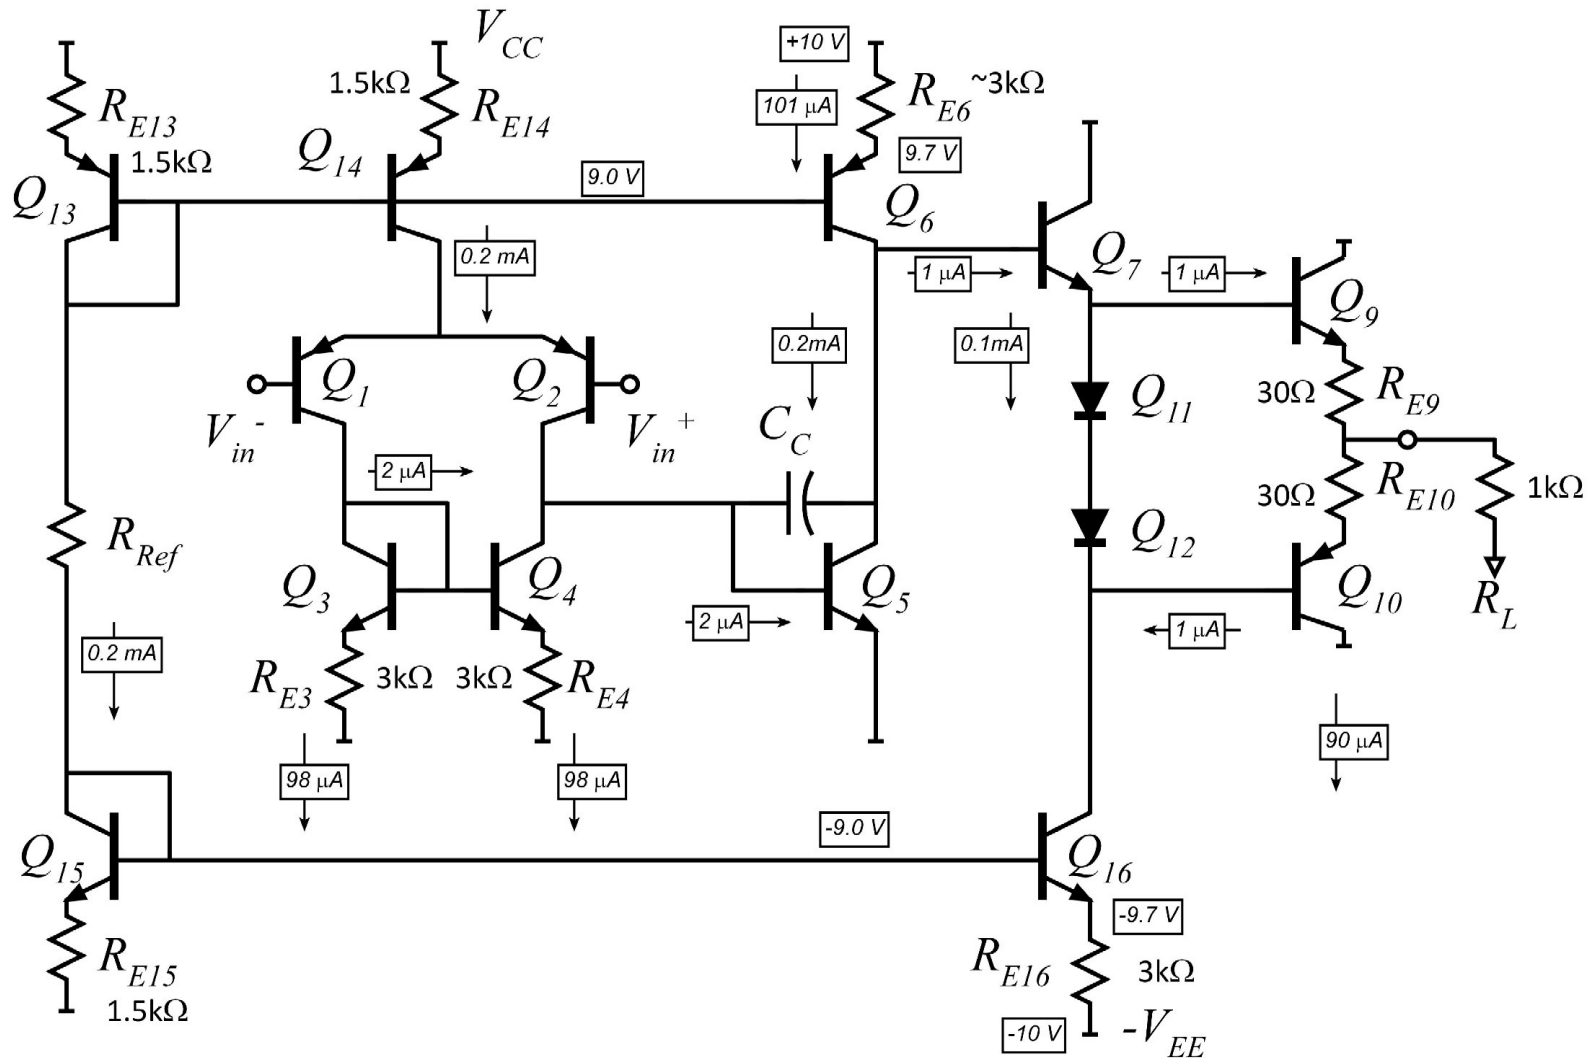 V_CC
+10 V
1.5kΩ
R_E13
1.5kΩ
R_E14
101 µA
R_E6
~3kΩ
Q_14
9.7 V
Q_13
9.0 V
Q_6
0.2 mA
Q_7
1 µA
1 µA
Q_9
0.2mA
0.1mA
Q_1
Q_2
30Ω
R_E9
Q_11
V_in^-
V_in^+
C_C
2 µA
30Ω
R_E10
1kΩ
R_Ref
Q_12
Q_3
Q_4
Q_5
Q_10
R_L
2 µA
1 µA
0.2 mA
R_E3
3kΩ
3kΩ
R_E4
98 µA
98 µA
90 µA
-9.0 V
Q_15
Q_16
-9.7 V
R_E15
1.5kΩ
R_E16
3kΩ
-10 V
-V_EE